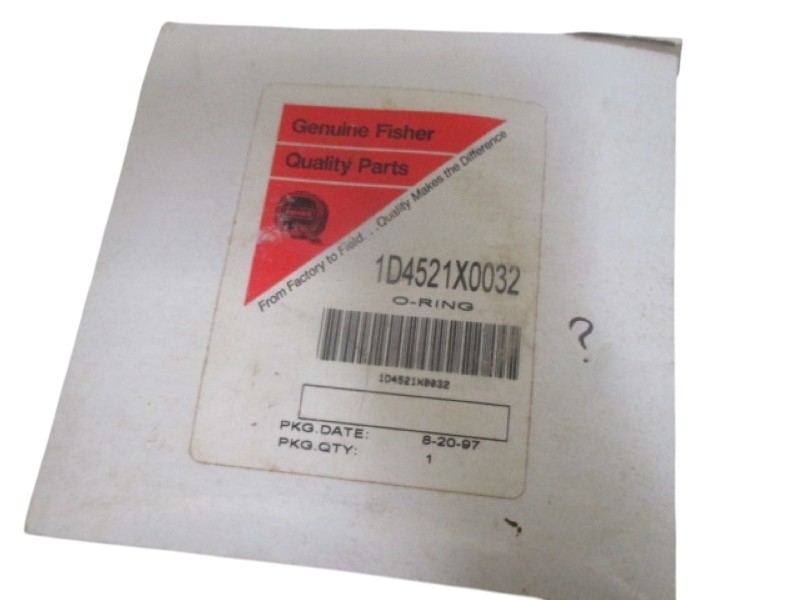 Genuine Fisher
Quality Parts
From Factory to Field. . .Quality Makes the Difference
1D4521X0032
O-RING
1D4521X0032
PKG.DATE: 8-20-97
PKG.QTY: 1
?